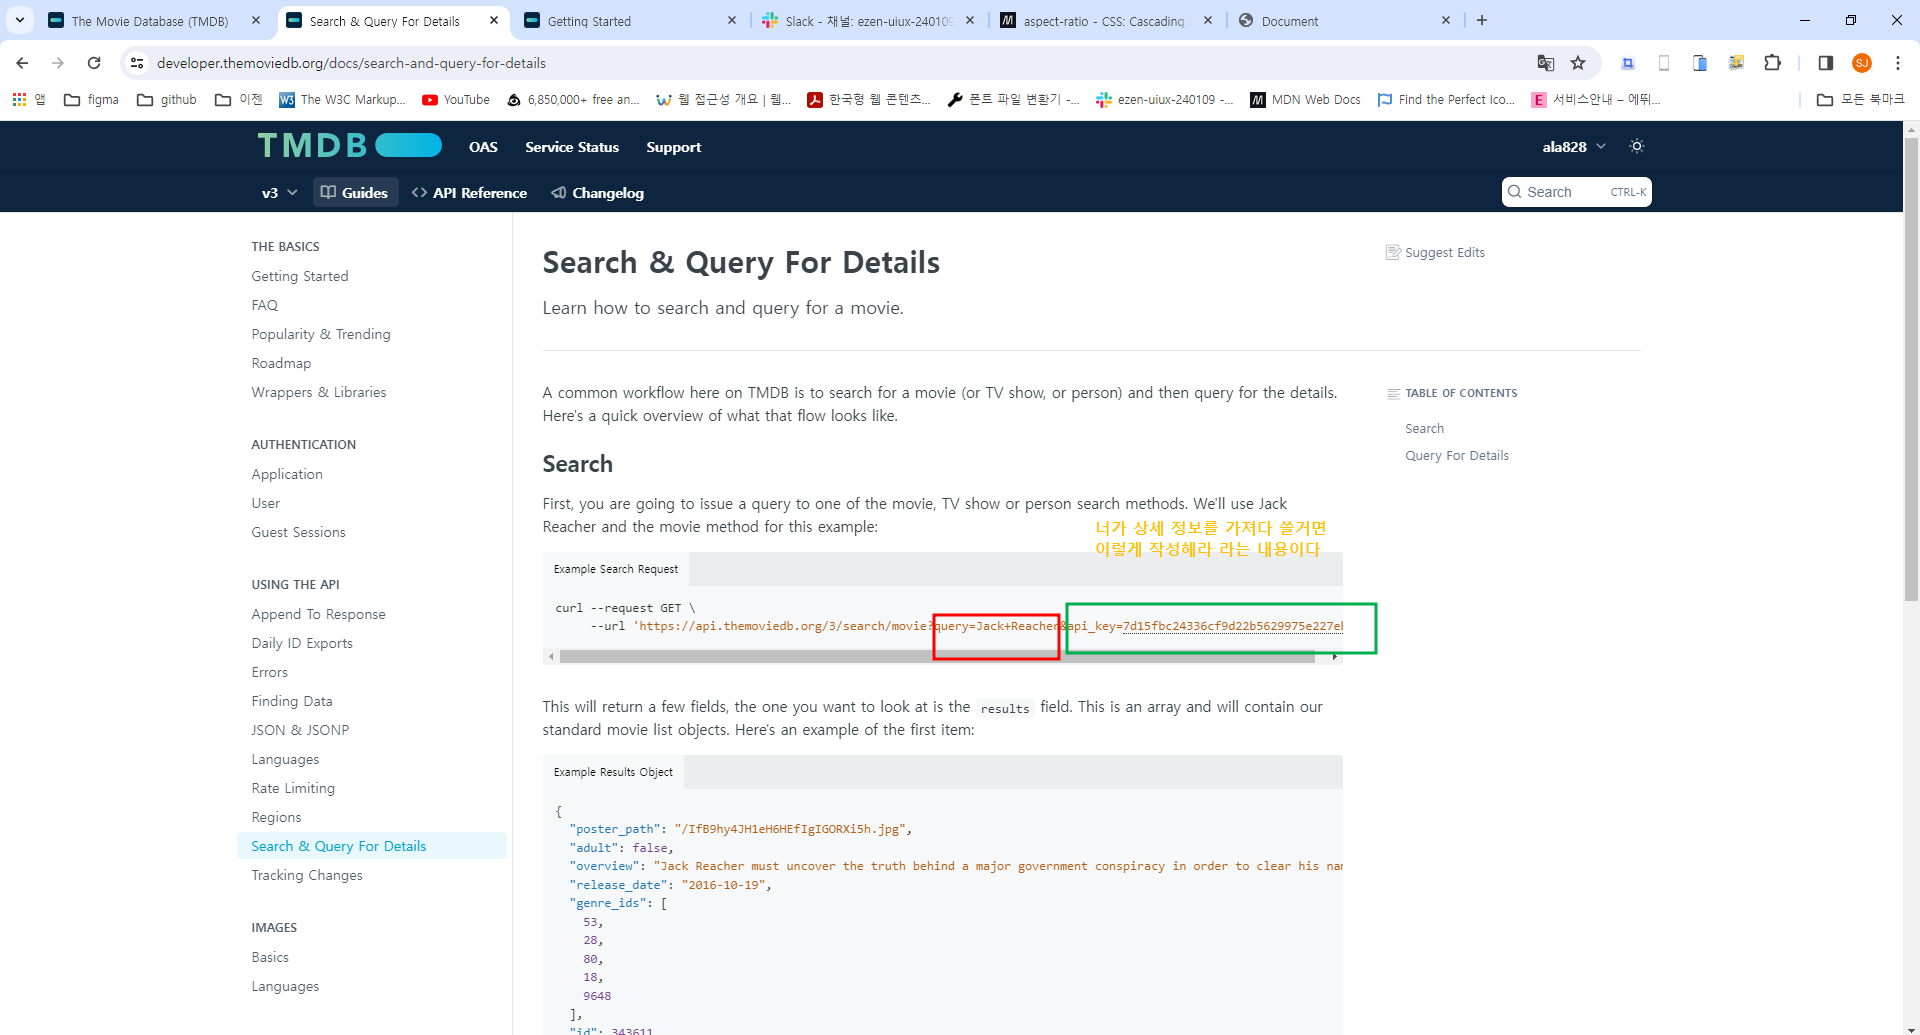 The Movie Database (TMDB)
Search & Query For Details
Getting Started
Slack - 채널: ezen-uiux-24010
aspect-ratio - CSS: Cascading
Document
developer.themoviedb.org/docs/search-and-query-for-details
SJ
앱
figma
github
이젠
The W3C Markup...
YouTube
6,850,000+ free an...
웹 접근성 개요 | 웹...
한국형 웹 콘텐츠...
폰트 파일 변환기 -...
ezen-uiux-240109 -...
MDN Web Docs
Find the Perfect Ico...
서비스안내 – 에뛰...
모든 북마크
TMDB
OAS
Service Status
Support
ala828
v3
Guides
<> API Reference
Changelog
Search CTRL-K
THE BASICS
Getting Started
FAQ
Popularity & Trending
Roadmap
Wrappers & Libraries
AUTHENTICATION
Application
User
Guest Sessions
USING THE API
Append To Response
Daily ID Exports
Errors
Finding Data
JSON & JSONP
Languages
Rate Limiting
Regions
Search & Query For Details
Tracking Changes
IMAGES
Basics
Languages
Search & Query For Details
Learn how to search and query for a movie.
Suggest Edits
A common workflow here on TMDB is to search for a movie (or TV show, or person) and then query for the details.
Here's a quick overview of what that flow looks like.
TABLE OF CONTENTS
Search
Query For Details
Search
First, you are going to issue a query to one of the movie, TV show or person search methods. We'll use Jack
Reacher and the movie method for this example:
너가 상세 정보를 가져다 쓸거면
이렇게 작성해라 라는 내용이다
Example Search Request
curl --request GET \
--url 'https://api.themoviedb.org/3/search/movie?query=Jack+Reacher&api_key=7d15fbc24336cf9d22b5629975e227e
This will return a few fields, the one you want to look at is the results field. This is an array and will contain our
standard movie list objects. Here's an example of the first item:
Example Results Object
{
"poster_path": "/IfB9hy4JH1eH6HEfIgIGORXi5h.jpg",
"adult": false,
"overview": "Jack Reacher must uncover the truth behind a major government conspiracy in order to clear his na
"release_date": "2016-10-19",
"genre_ids": [
53,
28,
80,
18,
9648
],
"id": 343611